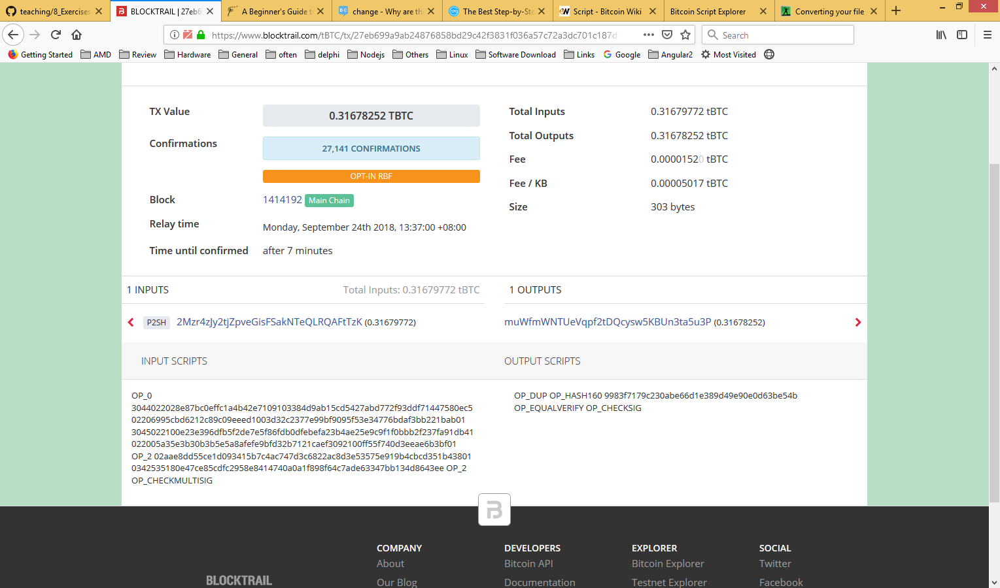 teaching/8_Exercises
BLOCKTRAIL | 27eb6
A Beginner's Guide t
change - Why are th
The Best Step-by-St
Script - Bitcoin Wiki
Bitcoin Script Explorer
Converting your file
https://www.blocktrail.com/tBTC/tx/27eb699a9ab24876858bd29c42f3831f036a57c72a3dc701c187d
Search
Getting Started AMD Review Hardware General often delphi Nodejs Others Linux Software Download Links Google Angular2 Most Visited
TX Value 0.31678252 TBTC
Confirmations 27,141 CONFIRMATIONS
OPT-IN RBF
Block 1414192 Main Chain
Relay time Monday, September 24th 2018, 13:37:00 +08:00
Time until confirmed after 7 minutes
Total Inputs 0.31679772 tBTC
Total Outputs 0.31678252 tBTC
Fee 0.00001520 tBTC
Fee / KB 0.00005017 tBTC
Size 303 bytes
1 INPUTS Total Inputs: 0.31679772 tBTC
P2SH 2Mzr4zJy2tjZpveGisFSakNTeQLRQAFtTzK (0.31679772)
1 OUTPUTS
muWfmWNTUeVqpf2tDQcysw5KBUn3ta5u3P (0.31678252)
INPUT SCRIPTS
OP_0
3044022028e87bc0effc1a4b42e7109103384d9ab15cd5427abd772f93ddf71447580ec5
02206995cbd6212c89c09eeed1003d32c2377e99bf9095f53e34776bdaf3bb221bab01
3045022100e23e396dfb5f2de7e5f86fdb0dfebefa23b4ae25e9c9f1f0bbb2f237fa91db41
022005a35e3b30b3b5e5a8afefe9bfd32b7121caef3092100ff55f740d3eeae6b3bf01
OP_2 02aae8dd55ce1d093415b7c4ac747d3c6822ac8d3e53575e919b4cbcd351b43801
0342535180e47ce85cdfc2958e8414740a0a1f898f64c7ade63347bb134d8643ee OP_2
OP_CHECKMULTISIG
OUTPUT SCRIPTS
OP_DUP OP_HASH160 9983f7179c230abe66d1e389d49e90e0d63be54b
OP_EQUALVERIFY OP_CHECKSIG
BLOCKTRAIL
COMPANY
About
Our Blog
DEVELOPERS
Bitcoin API
Documentation
EXPLORER
Bitcoin Explorer
Testnet Explorer
SOCIAL
Twitter
Facebook